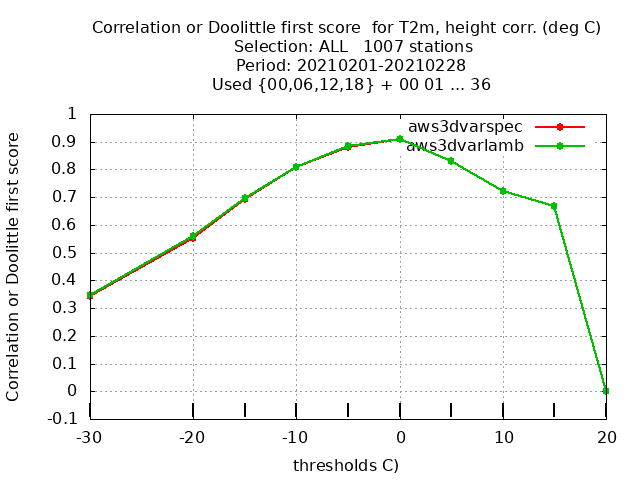 Correlation or Doolittle first score  for T2m, height corr. (deg C)
Selection: ALL   1007 stations
Period: 20210201-20210228
Used {00,06,12,18} + 00 01 ... 36
Correlation or Doolittle first score
1
0.9
0.8
0.7
0.6
0.5
0.4
0.3
0.2
0.1
0
-0.1
aws3dvarspec
aws3dvarlamb
-30
-20
-10
0
10
20
thresholds C)